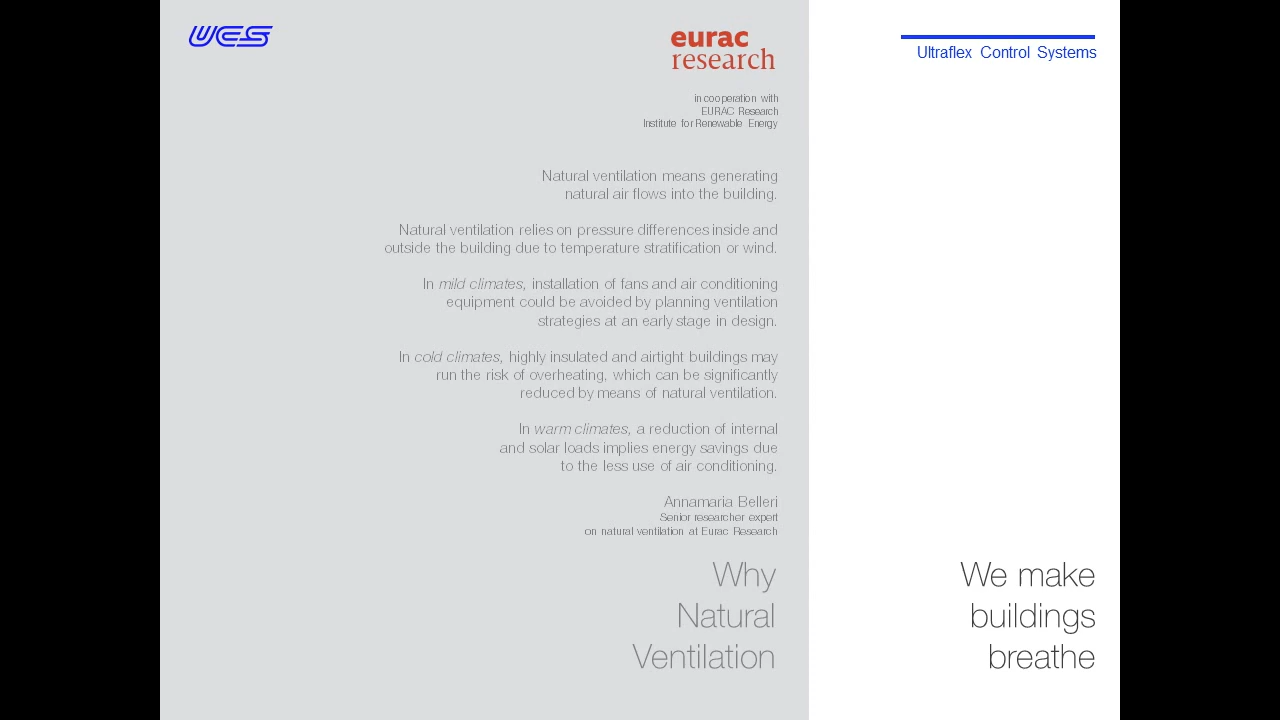 UCS
eurac
research
in cooperation with
EURAC Research
Institute for Renewable Energy
Natural ventilation means generating
natural air flows into the building.
Natural ventilation relies on pressure differences inside and
outside the building due to temperature stratification or wind.
In mild climates, installation of fans and air conditioning
equipment could be avoided by planning ventilation
strategies at an early stage in design.
In cold climates, highly insulated and airtight buildings may
run the risk of overheating, which can be significantly
reduced by means of natural ventilation.
In warm climates, a reduction of internal
and solar loads implies energy savings due
to the less use of air conditioning.
Annamaria Belleri
Senior researcher expert
on natural ventilation at Eurac Research
Why
Natural
Ventilation
Ultraflex Control Systems
We make
buildings
breathe